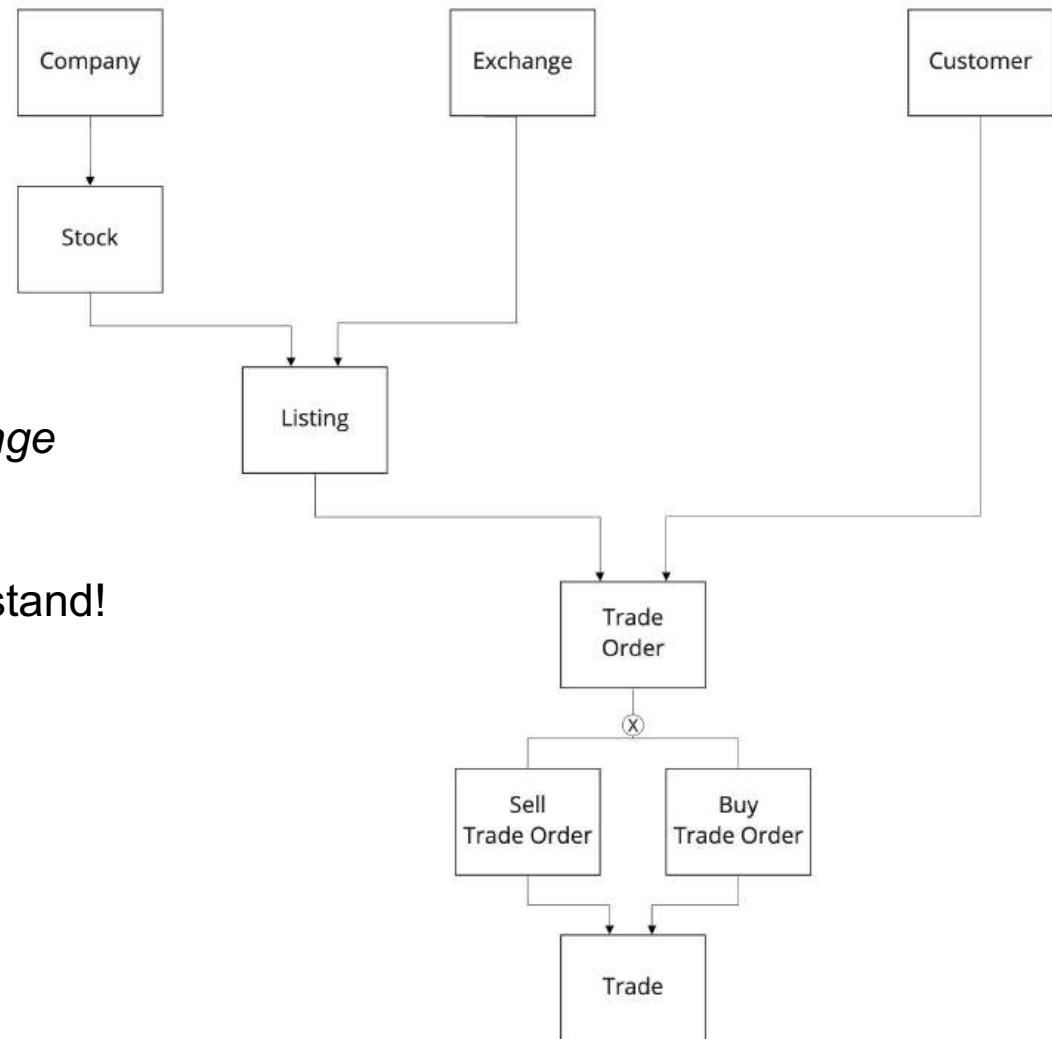 Company
Exchange
Customer
Stock
Listing
Trade
Order
X
Sell
Trade Order
Buy
Trade Order
Trade